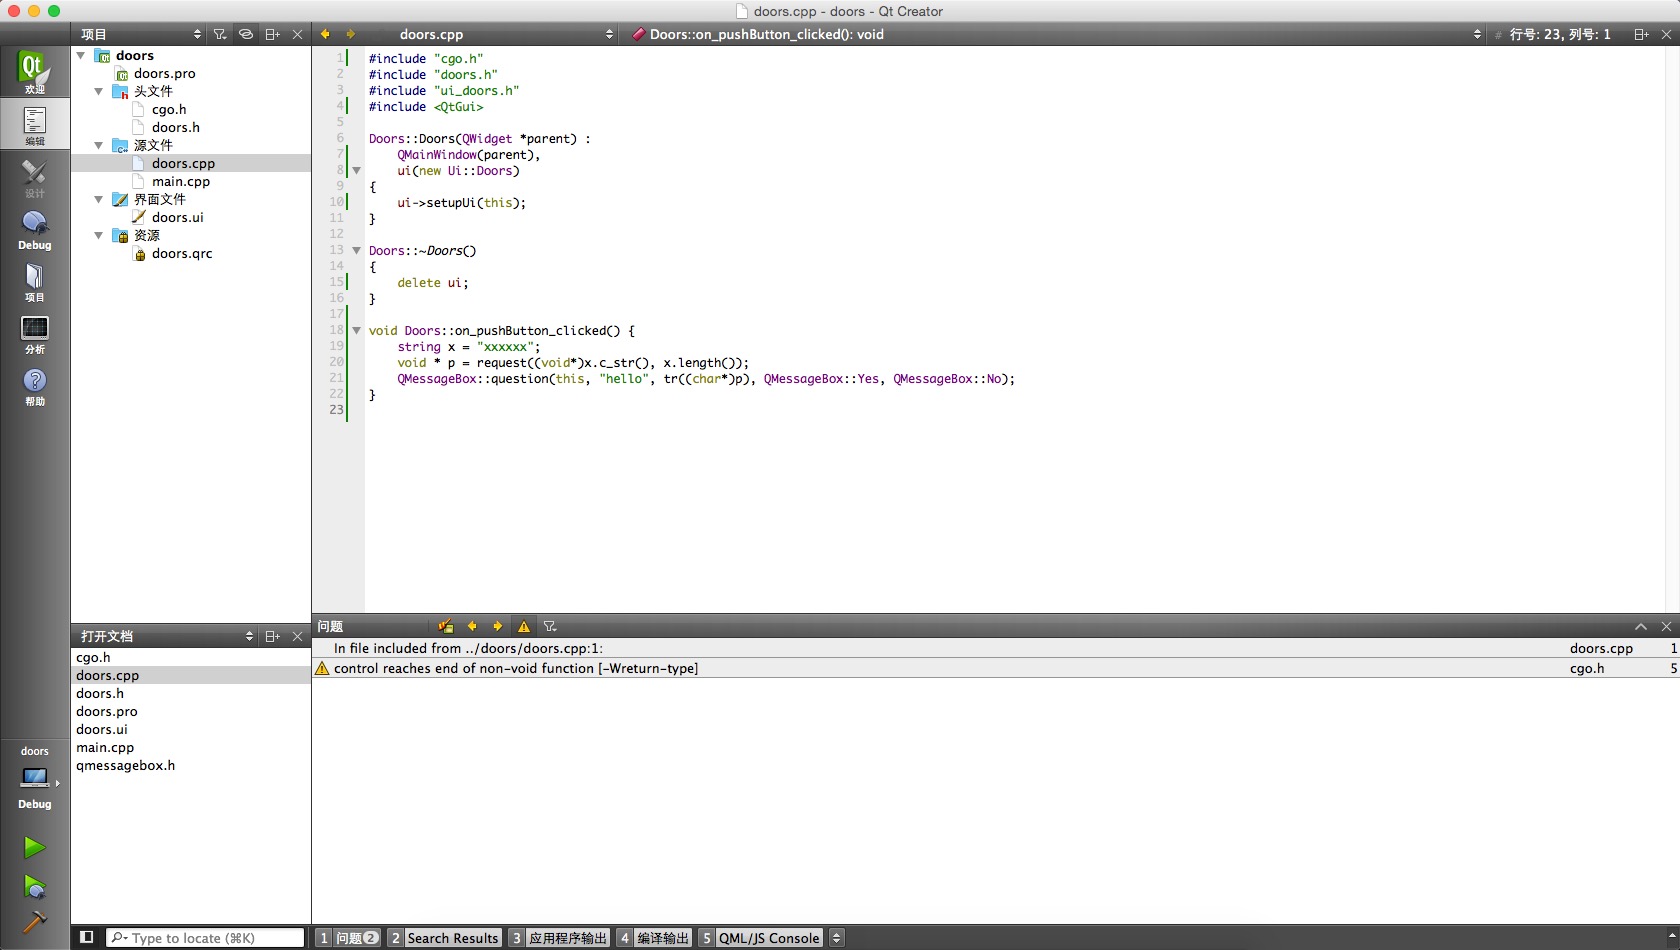 doors.cpp - doors - Qt Creator
项目
doors.cpp
Doors::on_pushButton_clicked(): void
# 行号: 23, 列号: 1
Qt
欢迎
编辑
设计
Debug
项目
分析
帮助
doors
doors.pro
头文件
cgo.h
doors.h
源文件
doors.cpp
main.cpp
界面文件
doors.ui
资源
doors.qrc
1 #include "cgo.h"
2 #include "doors.h"
3 #include "ui_doors.h"
4 #include <QtGui>
5
6 Doors::Doors(QWidget *parent) :
7 QMainWindow(parent),
8 ui(new Ui::Doors)
9 {
10 ui->setupUi(this);
11 }
12
13 Doors::~Doors()
14 {
15 delete ui;
16 }
17
18 void Doors::on_pushButton_clicked() {
19 string x = "xxxxxx";
20 void * p = request((void*)x.c_str(), x.length());
21 QMessageBox::question(this, "hello", tr((char*)p), QMessageBox::Yes, QMessageBox::No);
22 }
23
打开文档
cgo.h
doors.cpp
doors.h
doors.pro
doors.ui
main.cpp
qmessagebox.h
问题
In file included from ../doors/doors.cpp:1: doors.cpp 1
control reaches end of non-void function [-Wreturn-type] cgo.h 5
doors
Debug
Type to locate (⌘K)
1 问题 2
2 Search Results
3 应用程序输出
4 编译输出
5 QML/JS Console